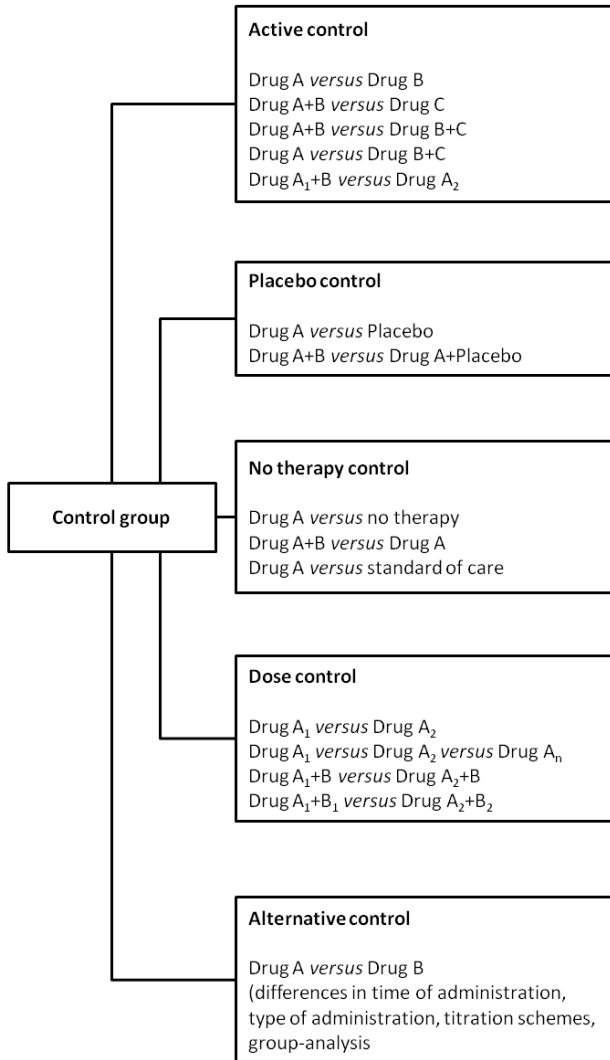 Active control
Drug A versus Drug B
Drug A+B versus Drug C
Drug A+B versus Drug B+C
Drug A versus Drug B+C
Drug A₁+B versus Drug A₂
Placebo control
Drug A versus Placebo
Drug A+B versus Drug A+Placebo
No therapy control
Control group
Drug A versus no therapy
Drug A+B versus Drug A
Drug A versus standard of care
Dose control
Drug A₁ versus Drug A₂
Drug A₁ versus Drug A₂ versus Drug Aₙ
Drug A₁+B versus Drug A₂+B
Drug A₁+B₁ versus Drug A₂+B₂
Alternative control
Drug A versus Drug B
(differences in time of administration,
type of administration, titration schemes,
group-analysis